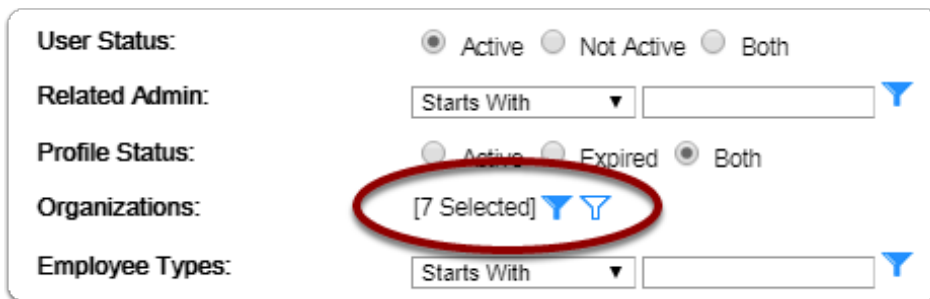 User Status: Active Not Active Both
Related Admin: Starts With
Profile Status: Active Expired Both
Organizations: [7 Selected]
Employee Types: Starts With